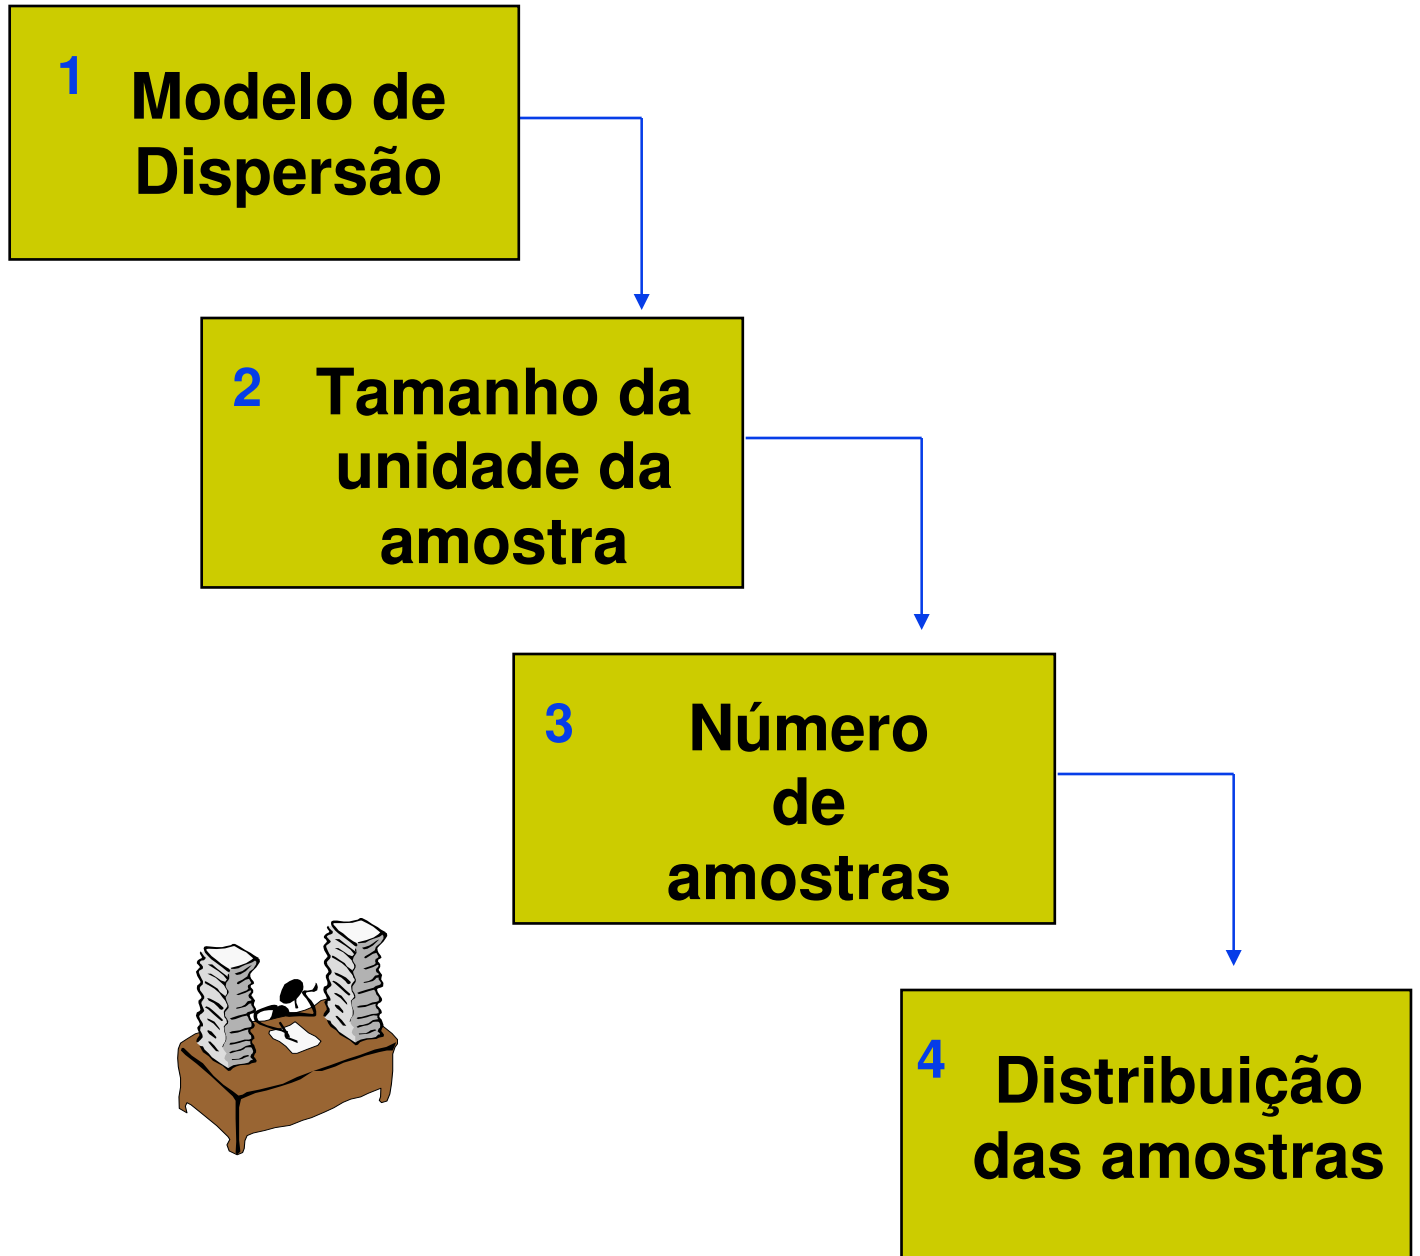 1
Modelo de
Dispersão
2
Tamanho da
unidade da
amostra
3
Número
de
amostras
4
Distribuição
das amostras